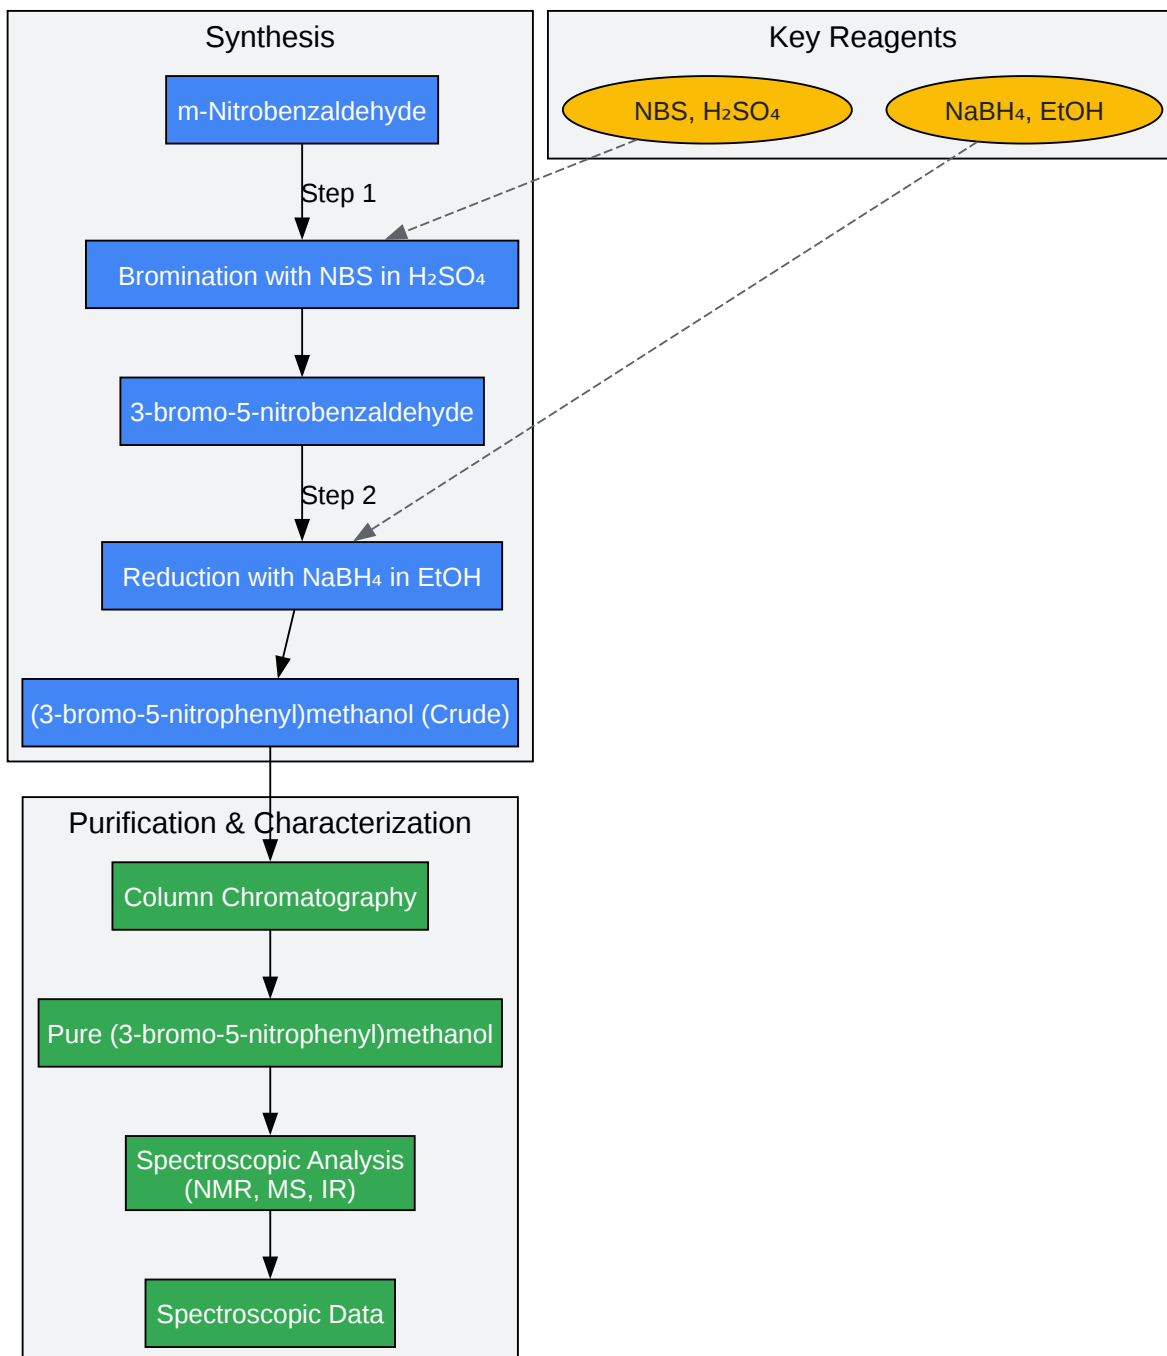 Synthesis
m-Nitrobenzaldehyde
Step 1
Bromination with NBS in H₂SO₄
3-bromo-5-nitrobenzaldehyde
Step 2
Reduction with NaBH₄ in EtOH
(3-bromo-5-nitrophenyl)methanol (Crude)
Key Reagents
NBS, H₂SO₄
NaBH₄, EtOH
Purification & Characterization
Column Chromatography
Pure (3-bromo-5-nitrophenyl)methanol
Spectroscopic Analysis
(NMR, MS, IR)
Spectroscopic Data